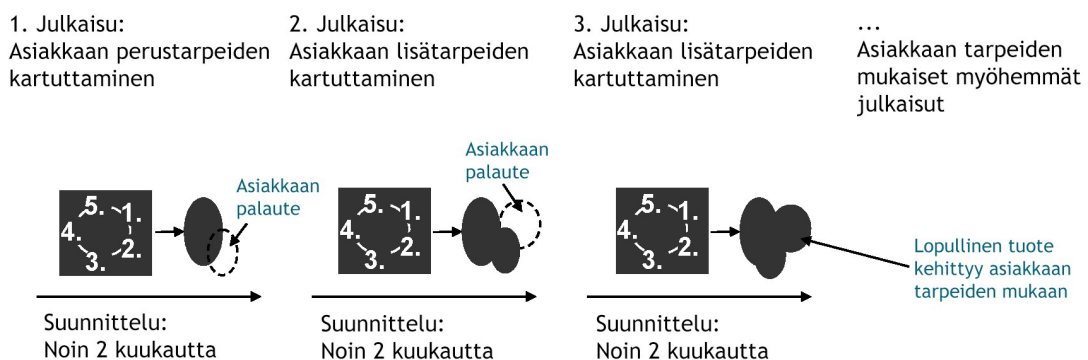 1. Julkaisu:
Asiakkaan perustarpeiden
kartuttaminen
2. Julkaisu:
Asiakkaan lisätarpeiden
kartuttaminen
3. Julkaisu:
Asiakkaan lisätarpeiden
kartuttaminen
...
Asiakkaan tarpeiden
mukaiset myöhemmät
julkaisut
5.
1.
4.
2.
3.
Asiakkaan
palaute
5.
1.
4.
2.
3.
Asiakkaan
palaute
5.
1.
4.
2.
3.
Lopullinen tuote
kehittyy asiakkaan
tarpeiden mukaan
Suunnittelu:
Noin 2 kuukautta
Suunnittelu:
Noin 2 kuukautta
Suunnittelu:
Noin 2 kuukautta